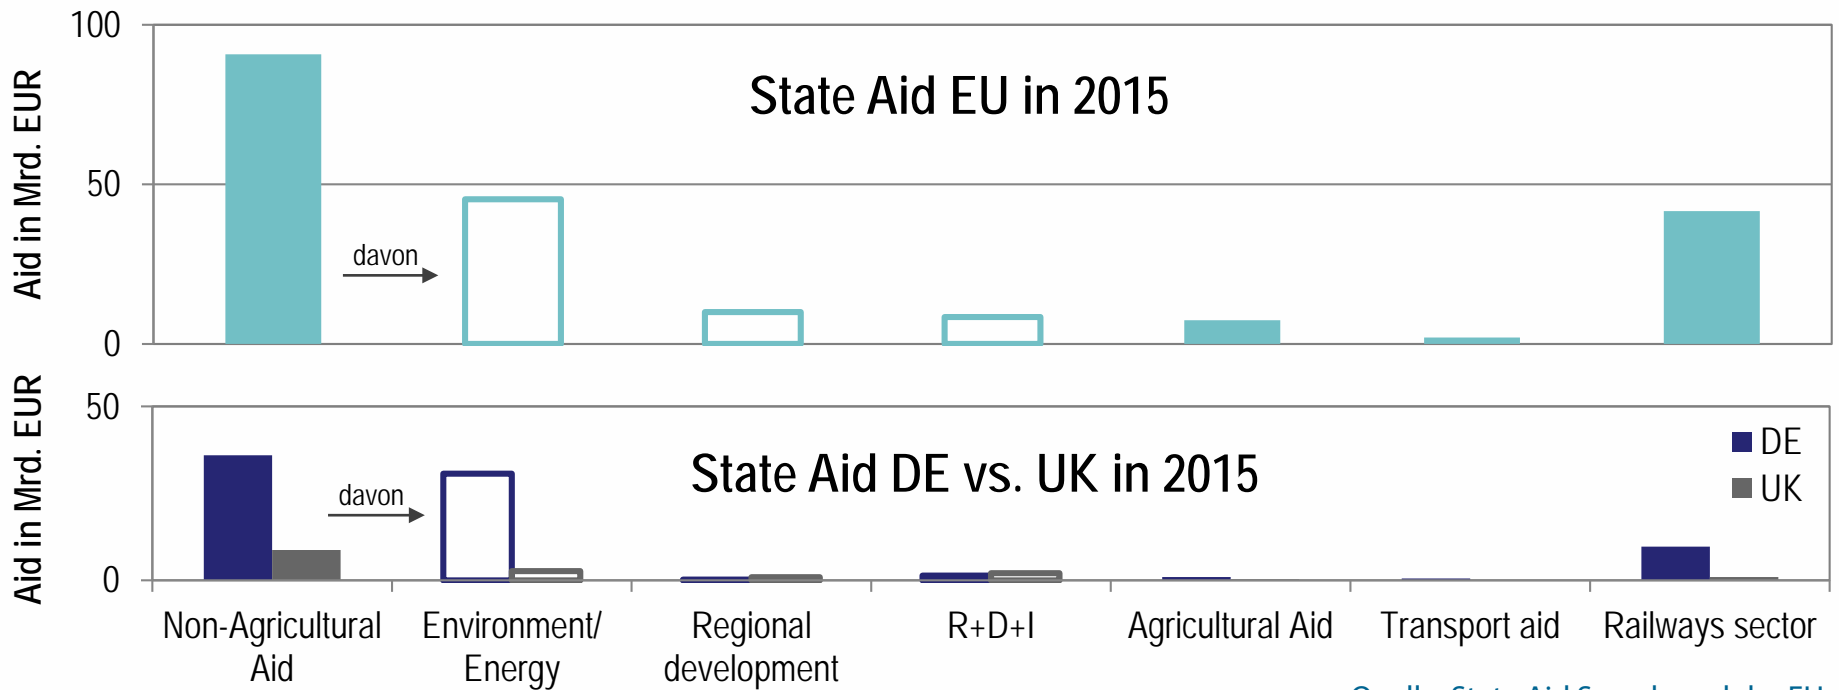 State Aid EU in 2015
Aid in Mrd. EUR
100
50
0
davon
State Aid DE vs. UK in 2015
Aid in Mrd. EUR
50
0
davon
DE
UK
Non-Agricultural
Aid
Environment/
Energy
Regional
development
R+D+I
Agricultural Aid
Transport aid
Railways sector